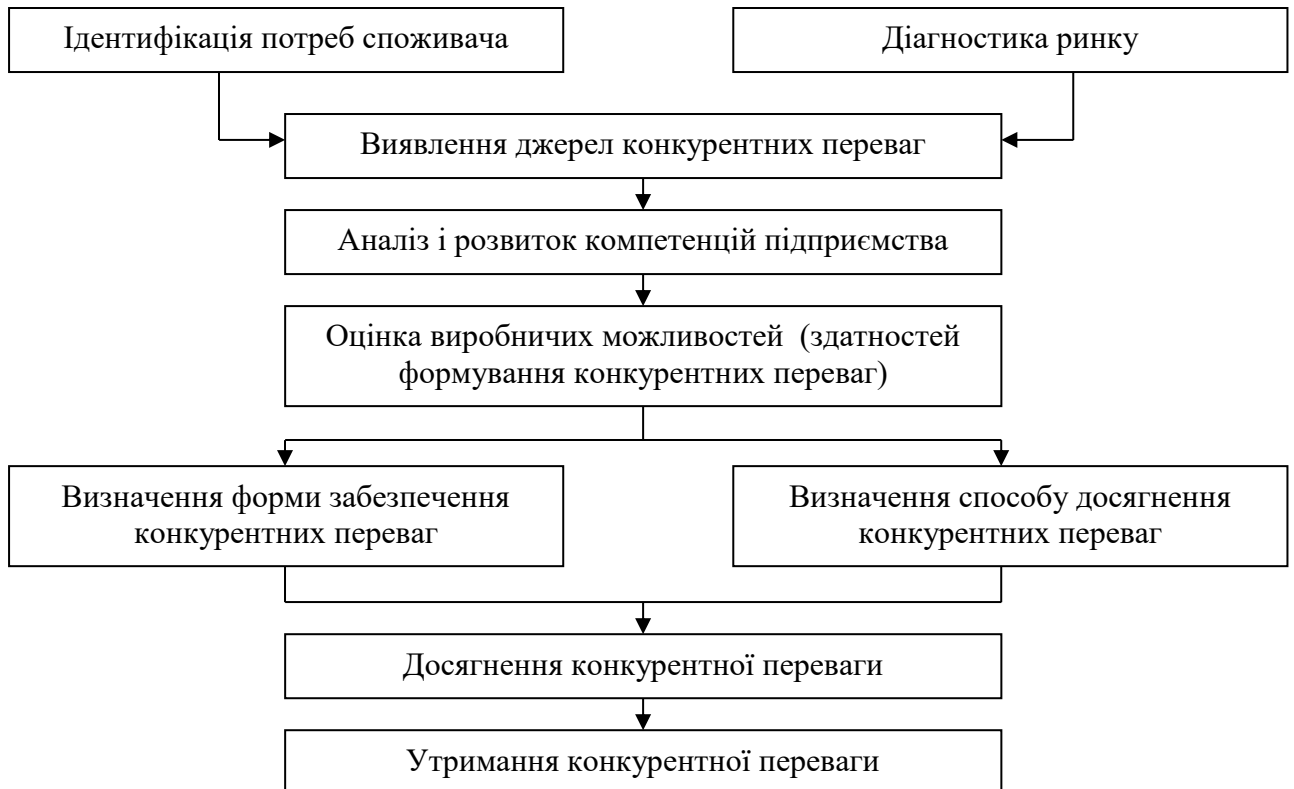 Ідентифікація потреб споживача
Діагностика ринку
Виявлення джерел конкурентних переваг
Аналіз і розвиток компетенцій підприємства
Оцінка виробничих можливостей (здатностей
формування конкурентних переваг)
Визначення форми забезпечення
конкурентних переваг
Визначення способу досягнення
конкурентних переваг
Досягнення конкурентної переваги
Утримання конкурентної переваги